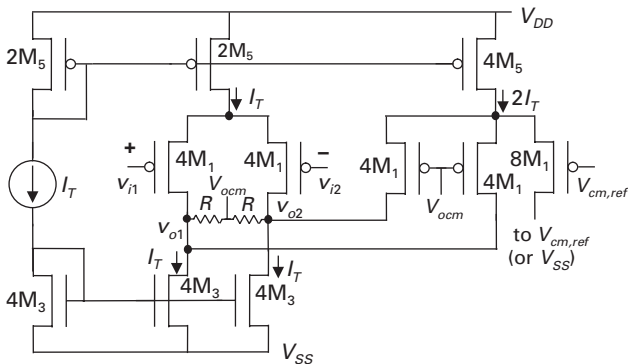 V_DD
2M_5
2M_5
4M_5
I_T
2I_T
+
−
v_i1
4M_1
4M_1
v_i2
4M_1
4M_1
8M_1
V_cm,ref
V_ocm
V_ocm
I_T
R
R
v_o1
v_o2
to V_cm,ref
(or V_SS)
I_T
I_T
4M_3
4M_3
4M_3
V_SS